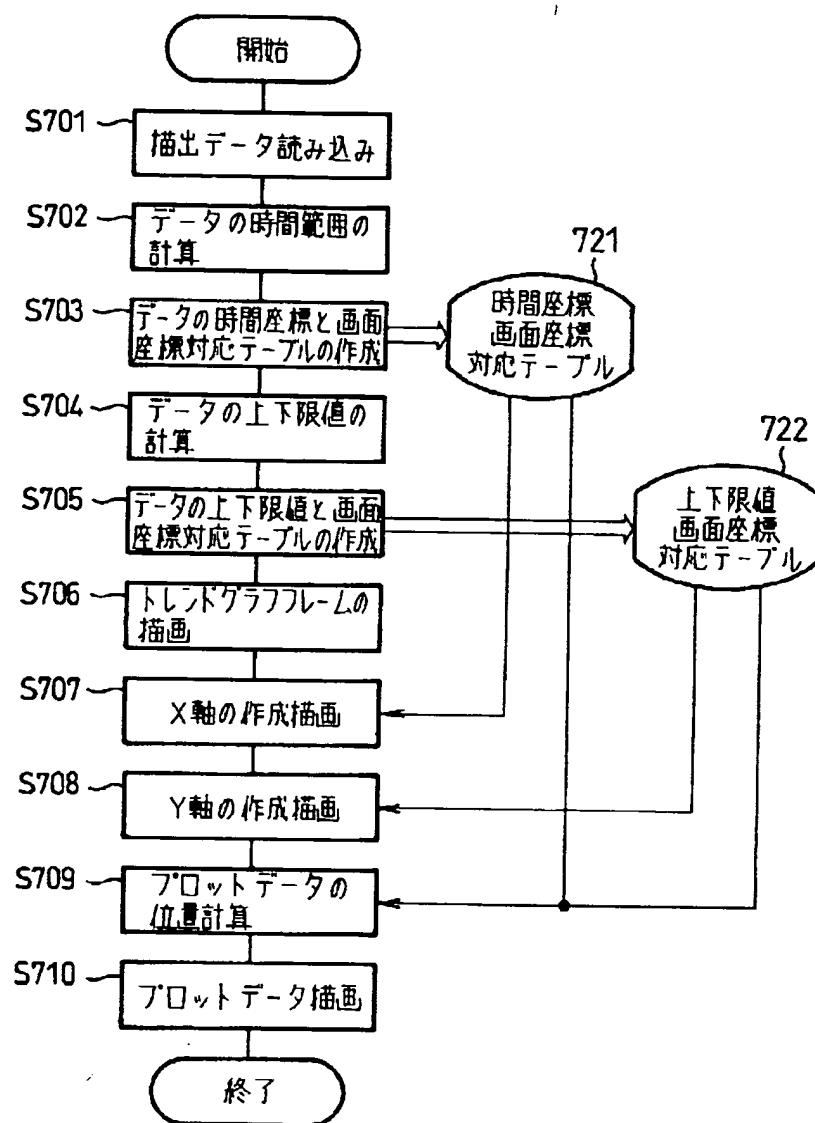 開始
S701
描出データ読み込み
S702
データの時間範囲の
計算
721
S703
データの時間座標と画面
座標対応テーブルの作成
時間座標
画面座標
対応テーブル
S704
データの上下限値の
計算
722
S705
データの上下限値と画面
座標対応テーブルの作成
上下限値
画面座標
対応テーブル
S706
トレンドグラフフレームの
描画
S707
X軸の作成描画
S708
Y軸の作成描画
S709
プロットデータの
位置計算
S710
プロットデータ描画
終了